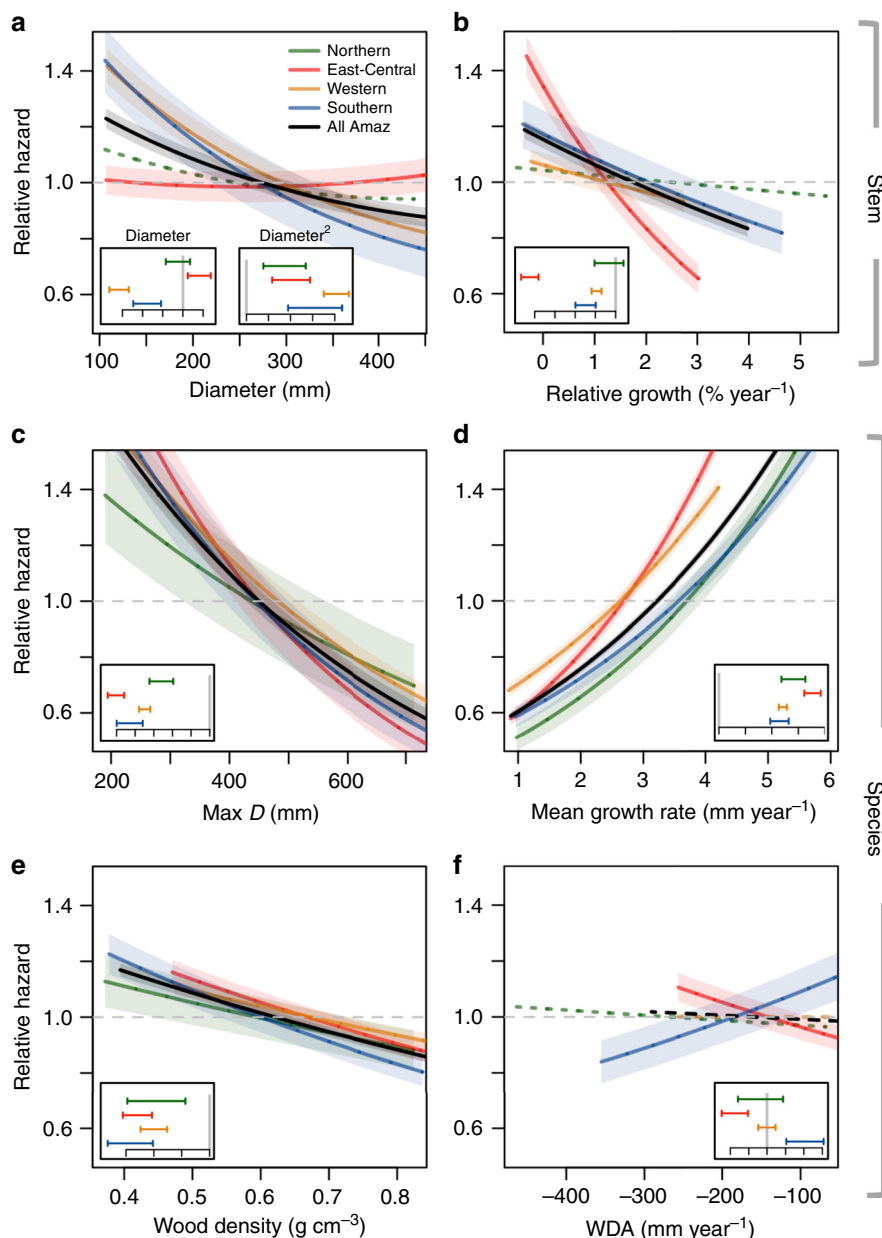 a
Relative hazard
1.4
1.0
0.6
Northern
East-Central
Western
Southern
All Amaz
Diameter
Diameter²
100
200
300
400
Diameter (mm)
b
1.4
1.0
0.6
0
1
2
3
4
5
Relative growth (% year⁻¹)
Stem
c
Relative hazard
1.4
1.0
0.6
200
400
600
Max D (mm)
d
1.4
1.0
0.6
1
2
3
4
5
6
Mean growth rate (mm year⁻¹)
Species
e
Relative hazard
1.4
1.0
0.6
0.4
0.5
0.6
0.7
0.8
Wood density (g cm⁻³)
f
1.4
1.0
0.6
−400
−300
−200
−100
WDA (mm year⁻¹)